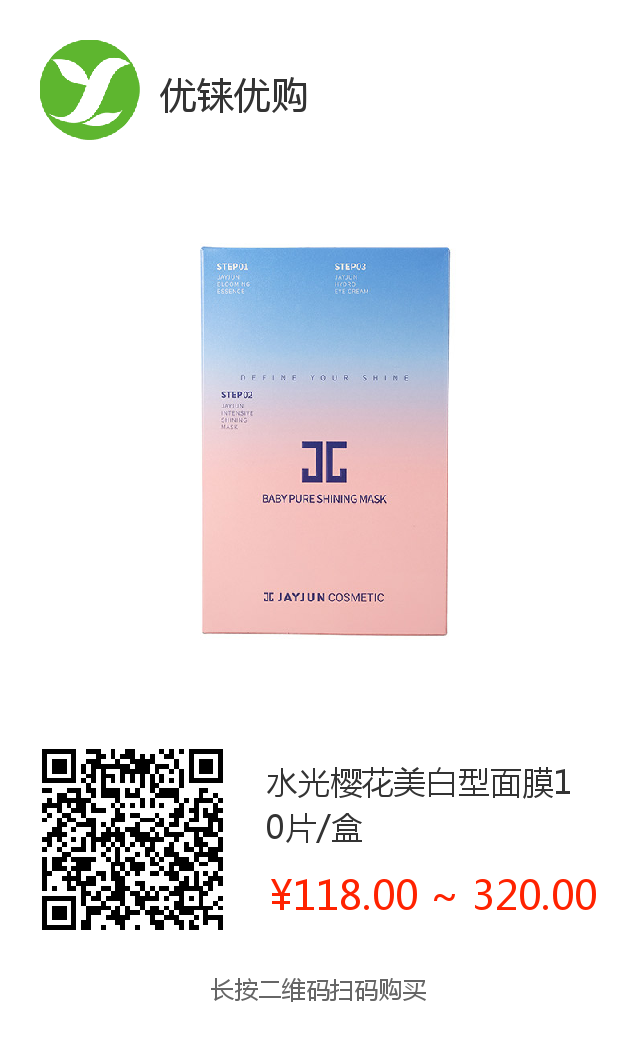 优铼优购
STEP01
JAYJUN
BLOOMING
ESSENCE
STEP03
JAYJUN
HYDRO
EYE CREAM
DEFINE YOUR SHINE
STEP02
JAYJUN
INTENSIVE
SHINING
MASK
BABY PURE SHINING MASK
JAYJUN COSMETIC
水光樱花美白型面膜1
0片/盒
¥118.00 ~ 320.00
长按二维码扫码购买